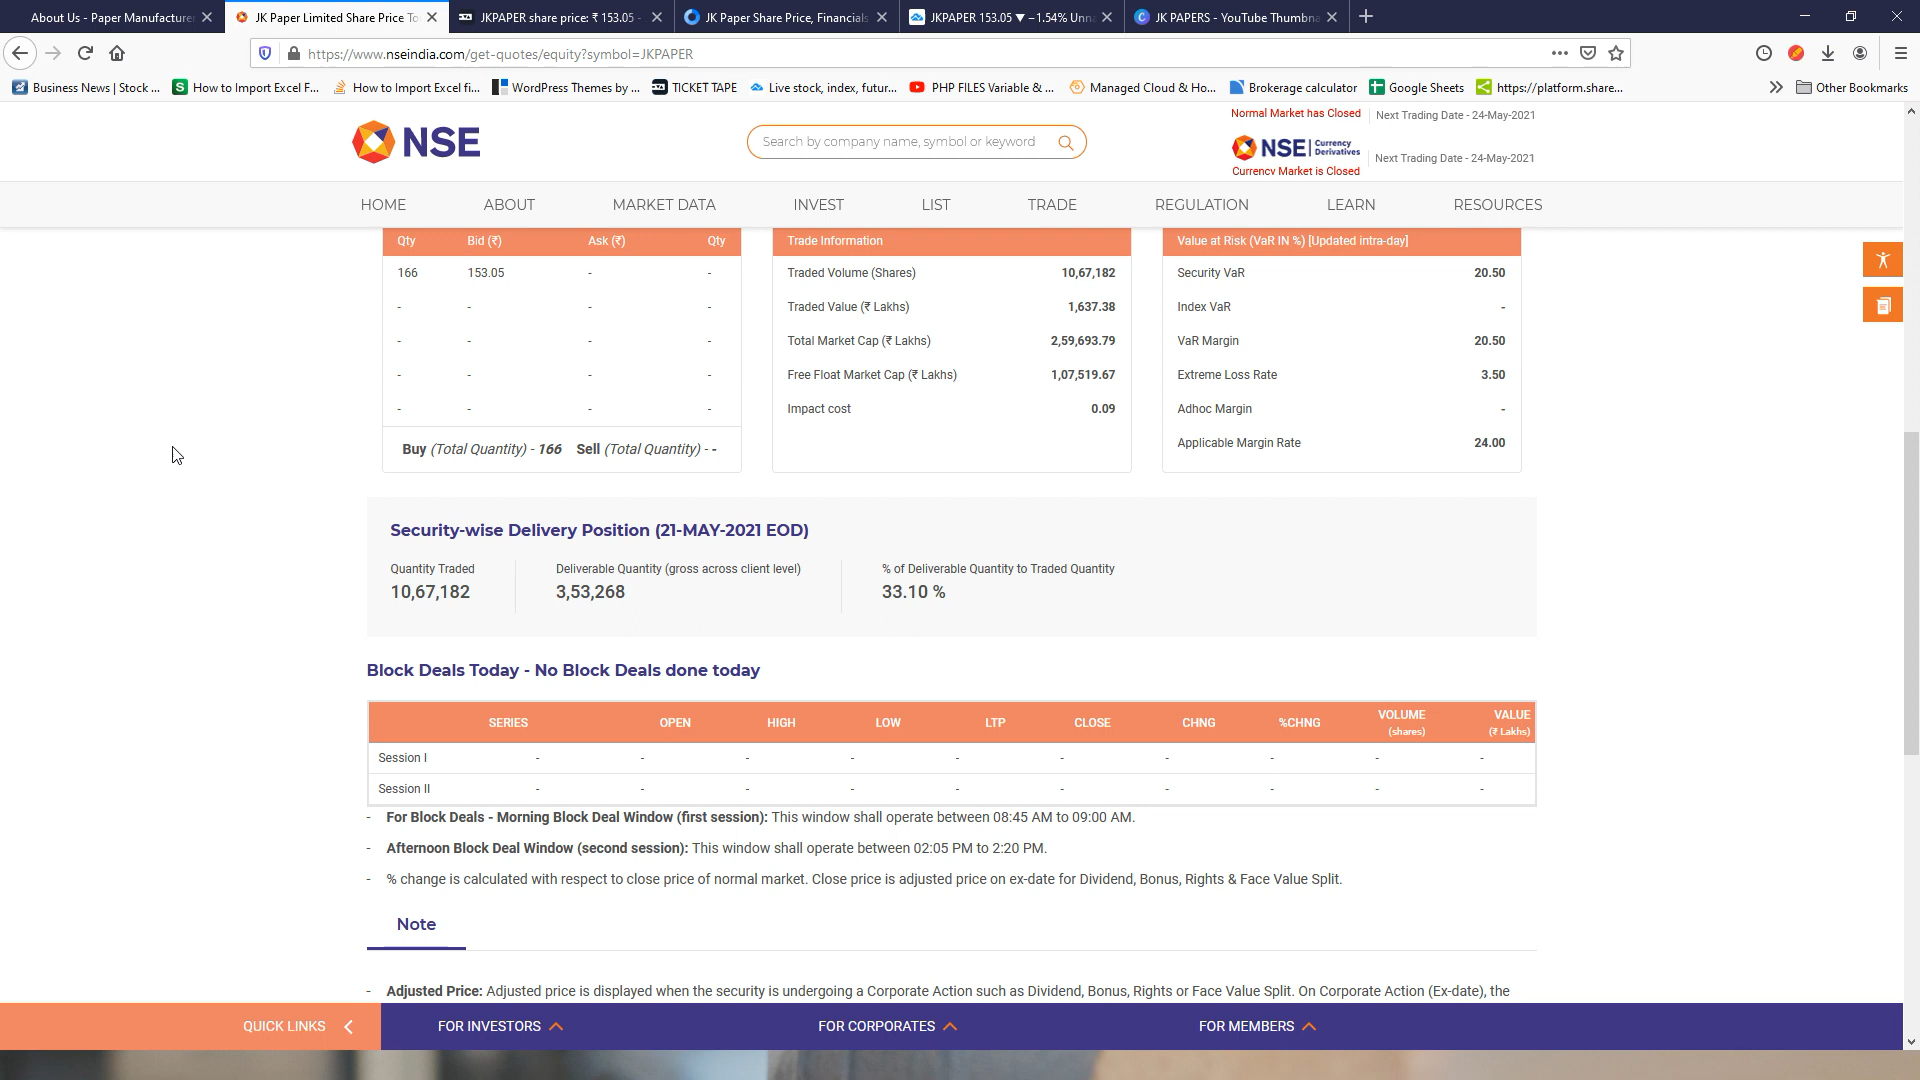 About Us - Paper Manufacturer
JK Paper Limited Share Price To
JKPAPER share price: ₹ 153.05 -
JK Paper Share Price, Financials
JKPAPER 153.05 ▼ −1.54% Unna
JK PAPERS - YouTube Thumbna
https://www.nseindia.com/get-quotes/equity?symbol=JKPAPER
Business News | Stock ...
How to Import Excel F...
How to Import Excel fi...
WordPress Themes by ...
TICKET TAPE
Live stock, index, futur...
PHP FILES Variable & ...
Managed Cloud & Ho...
Brokerage calculator
Google Sheets
https://platform.share...
Other Bookmarks
NSE
Search by company name, symbol or keyword
Normal Market has Closed
Next Trading Date - 24-May-2021
NSE Currency Derivatives
Next Trading Date - 24-May-2021
Currency Market is Closed
HOME ABOUT MARKET DATA INVEST LIST TRADE REGULATION LEARN RESOURCES
Qty Bid (₹) Ask (₹) Qty
166 153.05 - -
- - - -
- - - -
- - - -
- - - -
Buy (Total Quantity) - 166 Sell (Total Quantity) - -
Trade Information
Traded Volume (Shares) 10,67,182
Traded Value (₹ Lakhs) 1,637.38
Total Market Cap (₹ Lakhs) 2,59,693.79
Free Float Market Cap (₹ Lakhs) 1,07,519.67
Impact cost 0.09
Value at Risk (VaR IN %) [Updated intra-day]
Security VaR 20.50
Index VaR -
VaR Margin 20.50
Extreme Loss Rate 3.50
Adhoc Margin -
Applicable Margin Rate 24.00
Security-wise Delivery Position (21-MAY-2021 EOD)
Quantity Traded
10,67,182
Deliverable Quantity (gross across client level)
3,53,268
% of Deliverable Quantity to Traded Quantity
33.10 %
Block Deals Today - No Block Deals done today
SERIES OPEN HIGH LOW LTP CLOSE CHNG %CHNG VOLUME (shares) VALUE (₹ Lakhs)
Session I - - - - - - - - - -
Session II - - - - - - - - - -
- For Block Deals - Morning Block Deal Window (first session): This window shall operate between 08:45 AM to 09:00 AM.
- Afternoon Block Deal Window (second session): This window shall operate between 02:05 PM to 2:20 PM.
- % change is calculated with respect to close price of normal market. Close price is adjusted price on ex-date for Dividend, Bonus, Rights & Face Value Split.
Note
- Adjusted Price: Adjusted price is displayed when the security is undergoing a Corporate Action such as Dividend, Bonus, Rights or Face Value Split. On Corporate Action (Ex-date), the
QUICK LINKS
FOR INVESTORS
FOR CORPORATES
FOR MEMBERS